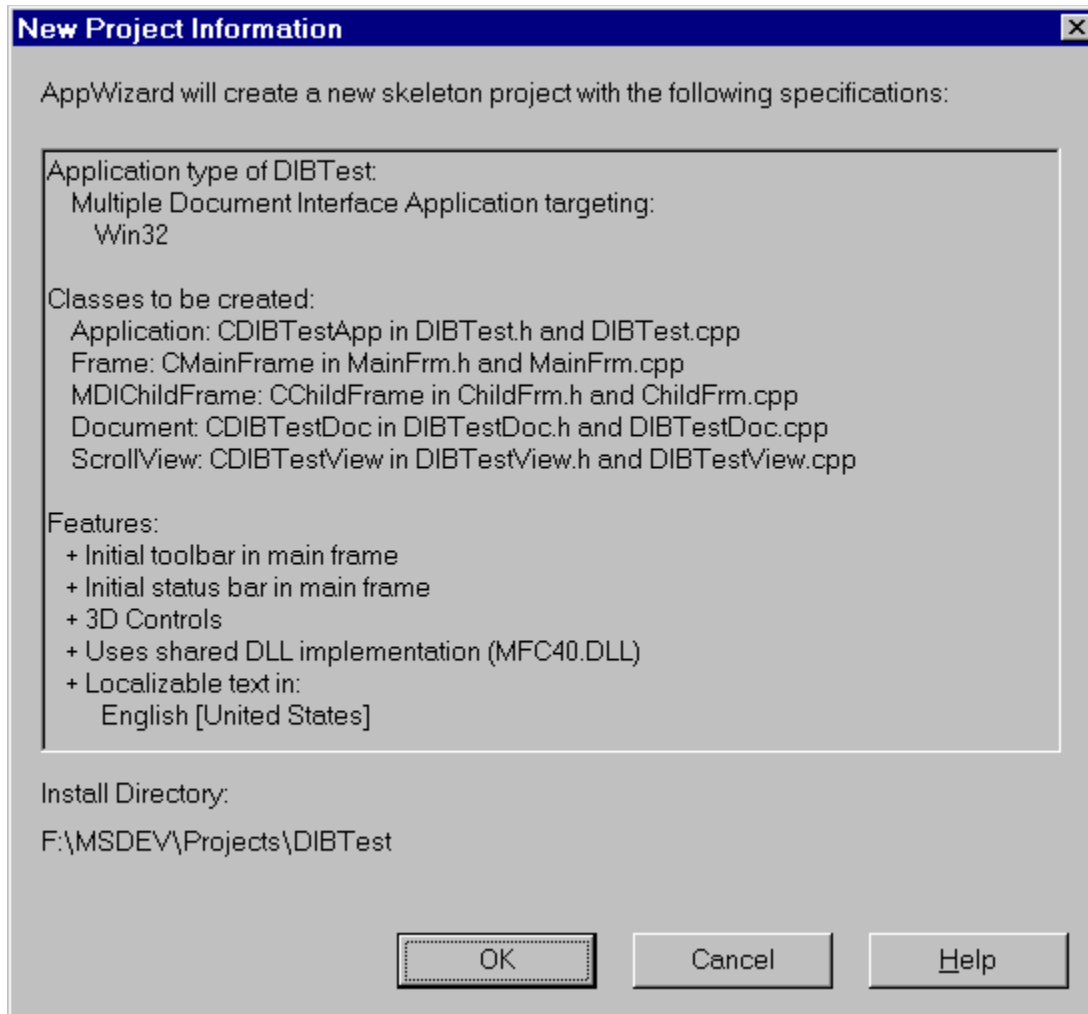 New Project Information
AppWizard will create a new skeleton project with the following specifications:
Application type of DIBTest:
Multiple Document Interface Application targeting:
Win32
Classes to be created:
Application: CDIBTestApp in DIBTest.h and DIBTest.cpp
Frame: CMainFrame in MainFrm.h and MainFrm.cpp
MDIChildFrame: CChildFrame in ChildFrm.h and ChildFrm.cpp
Document: CDIBTestDoc in DIBTestDoc.h and DIBTestDoc.cpp
ScrollView: CDIBTestView in DIBTestView.h and DIBTestView.cpp
Features:
+ Initial toolbar in main frame
+ Initial status bar in main frame
+ 3D Controls
+ Uses shared DLL implementation (MFC40.DLL)
+ Localizable text in:
English [United States]
Install Directory:
F:\MSDEV\Projects\DIBTest
OK Cancel Help